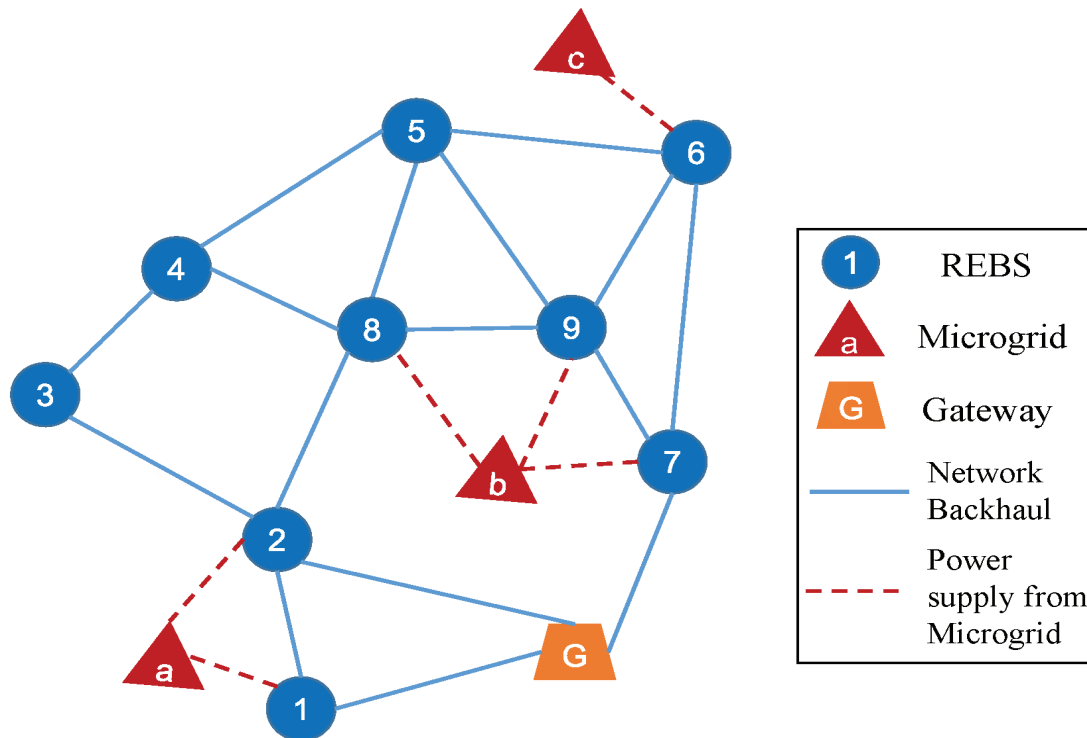 c
5
6
4
8
9
3
7
b
2
a
G
1
1 REBS
a Microgrid
G Gateway
Network
Backhaul
Power
supply from
Microgrid